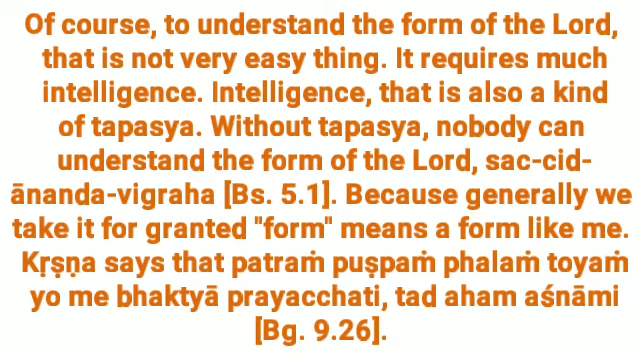 Of course, to understand the form of the Lord,
that is not very easy thing. It requires much
intelligence. Intelligence, that is also a kind
of tapasya. Without tapasya, nobody can
understand the form of the Lord, sac-cid-
ānanda-vigraha [Bs. 5.1]. Because generally we
take it for granted "form" means a form like me.
Kṛṣṇa says that patraṁ puṣpaṁ phalaṁ toyaṁ
yo me bhaktyā prayacchati, tad aham aśnāmi
[Bg. 9.26].